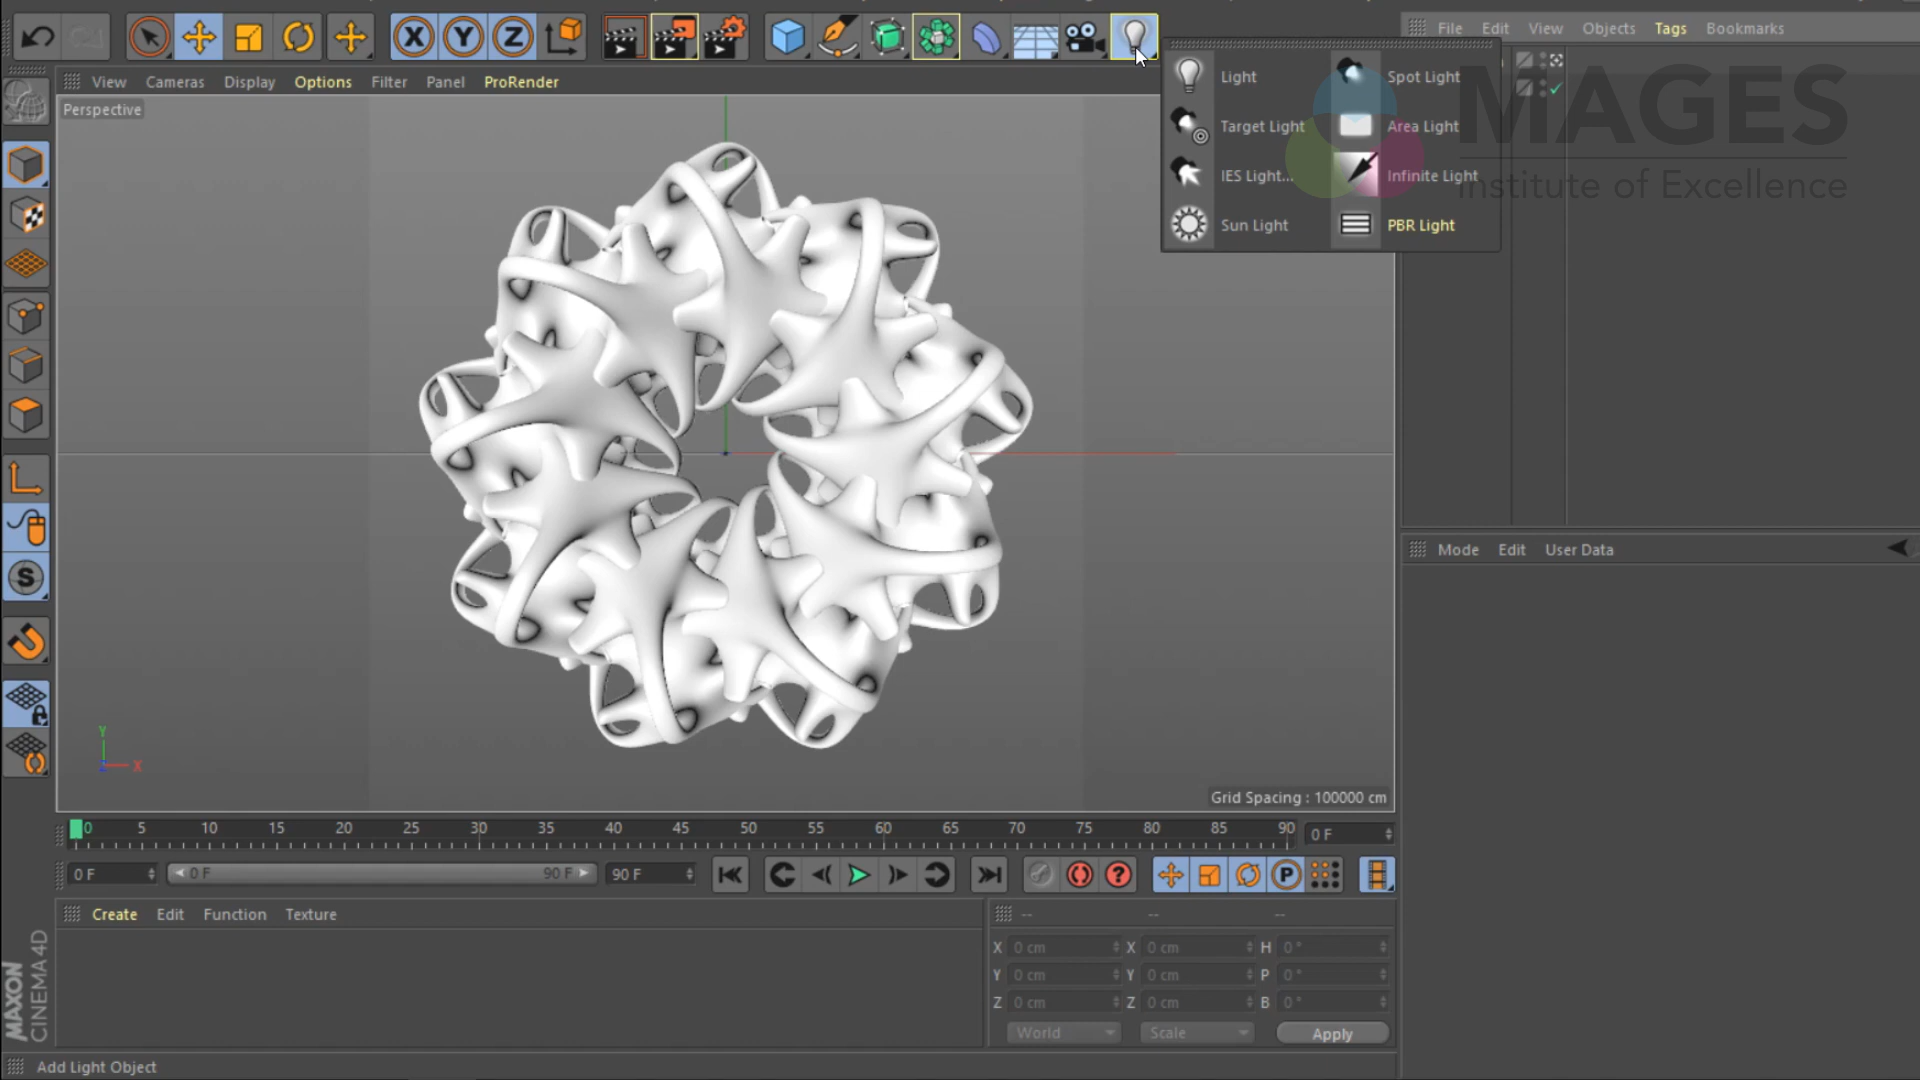 File Edit View Objects Tags Bookmarks
X Y Z
View Cameras Display Options Filter Panel ProRender
Perspective
Light Spot Light
Target Light Area Light
IES Light... Infinite Light
Sun Light PBR Light
MAGES
Institute of Excellence
S
Mode Edit User Data
Y
Z X
Grid Spacing : 100000 cm
0 5 10 15 20 25 30 35 40 45 50 55 60 65 70 75 80 85 90 0 F
0 F 0 F 90 F 90 F ? P
Create Edit Function Texture -- -- --
X 0 cm X 0 cm H 0 °
Y 0 cm Y 0 cm P 0 °
Z 0 cm Z 0 cm B 0 °
World Scale Apply
MAXON
CINEMA 4D
Add Light Object